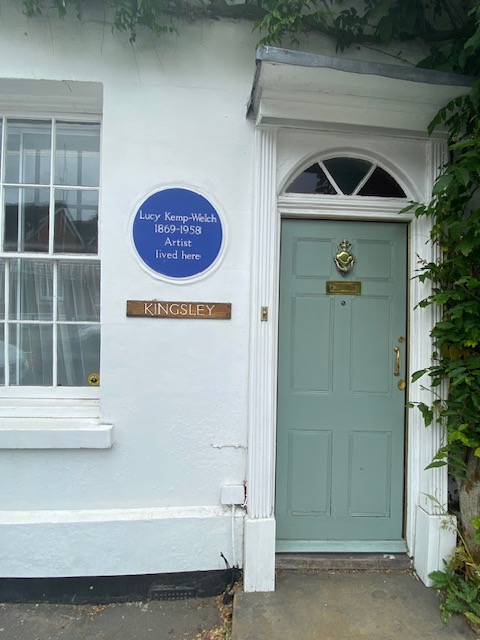 Lucy Kemp-Welch
1869-1958
Artist
lived here
KINGSLEY